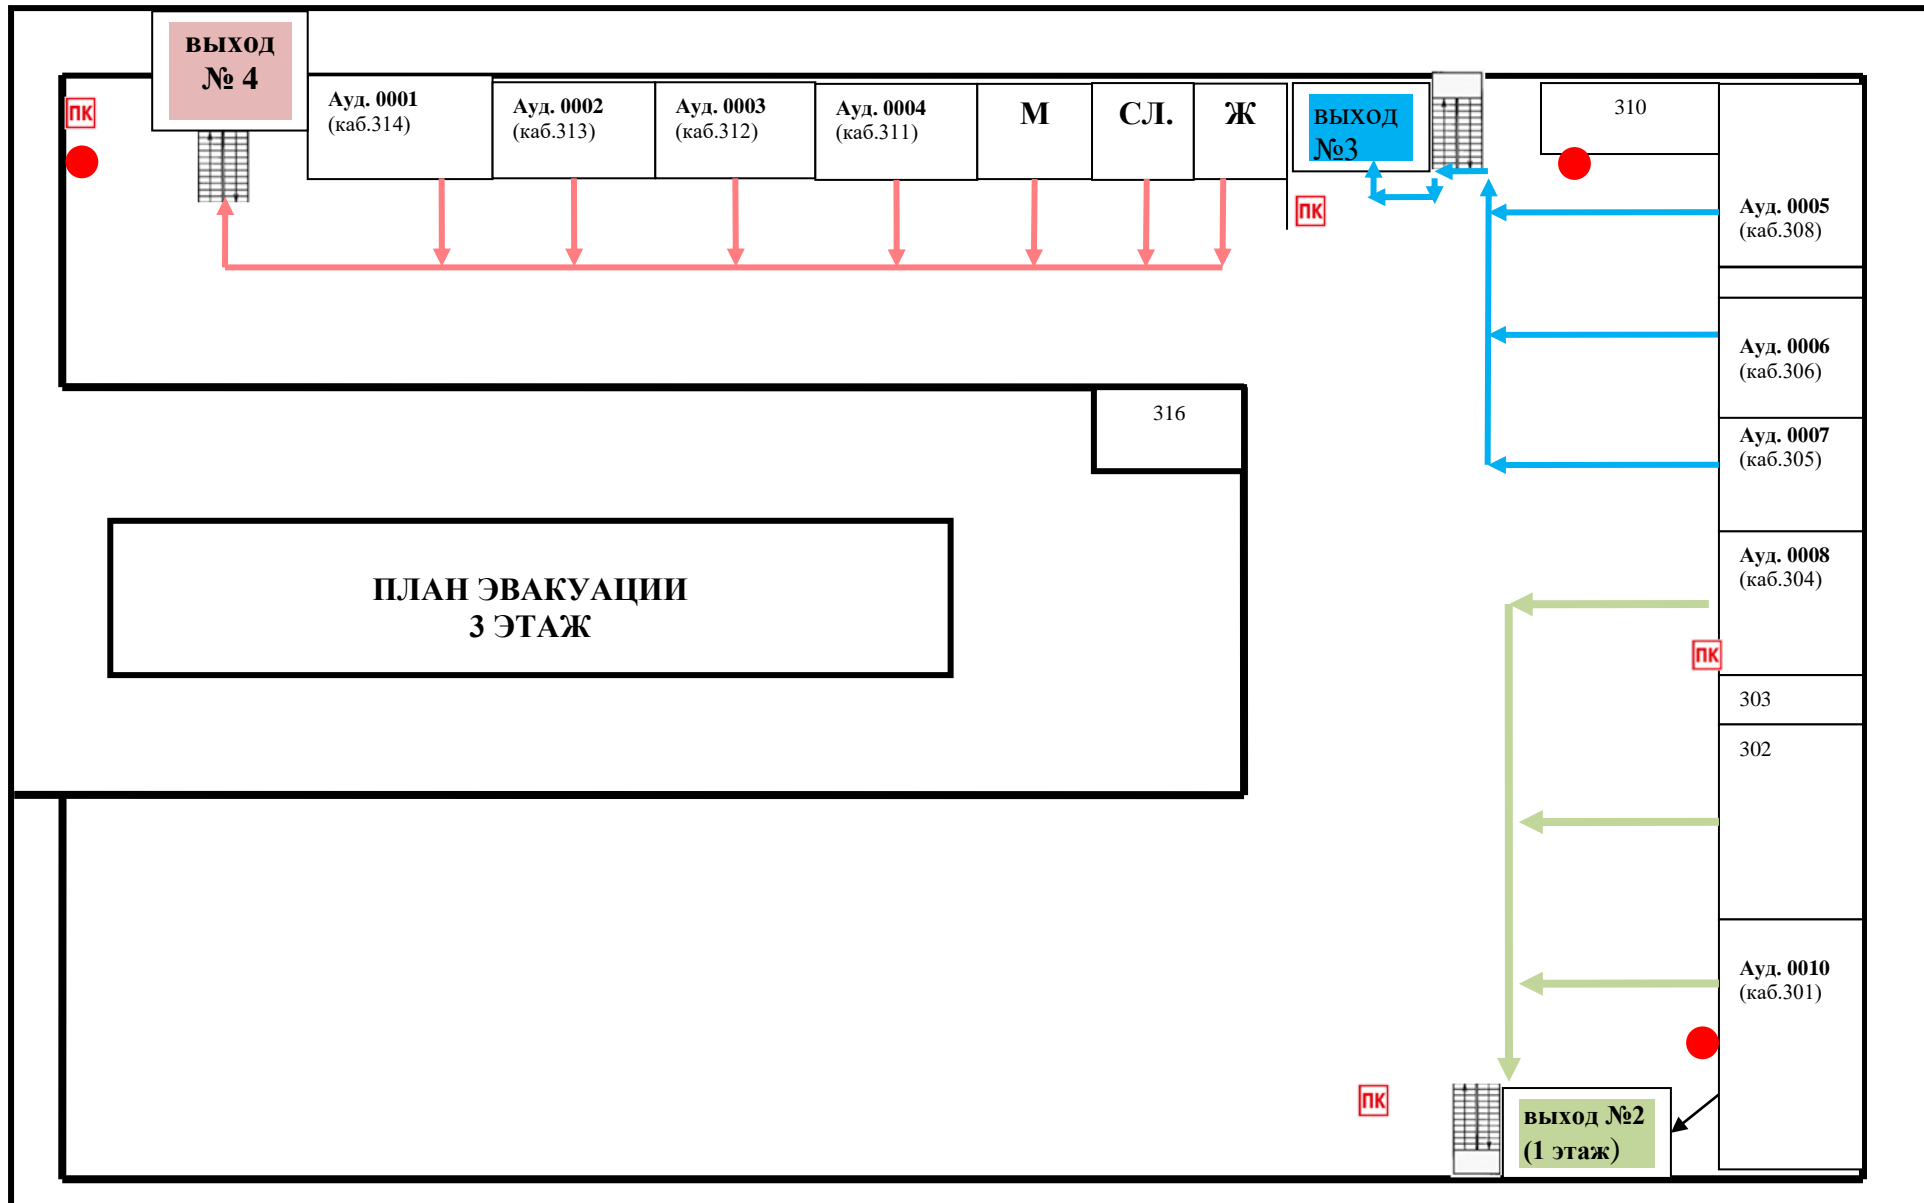 выход
№ 4
ПК
Ауд. 0001
(каб.314)
Ауд. 0002
(каб.313)
Ауд. 0003
(каб.312)
Ауд. 0004
(каб.311)
М
СЛ.
Ж
ВЫХОД
№3
ПК
310
Ауд. 0005
(каб.308)
Ауд. 0006
(каб.306)
316
Ауд. 0007
(каб.305)
Ауд. 0008
(каб.304)
ПЛАН ЭВАКУАЦИИ
3 ЭТАЖ
ПК
303
302
Ауд. 0010
(каб.301)
ПК
выход №2
(1 этаж)